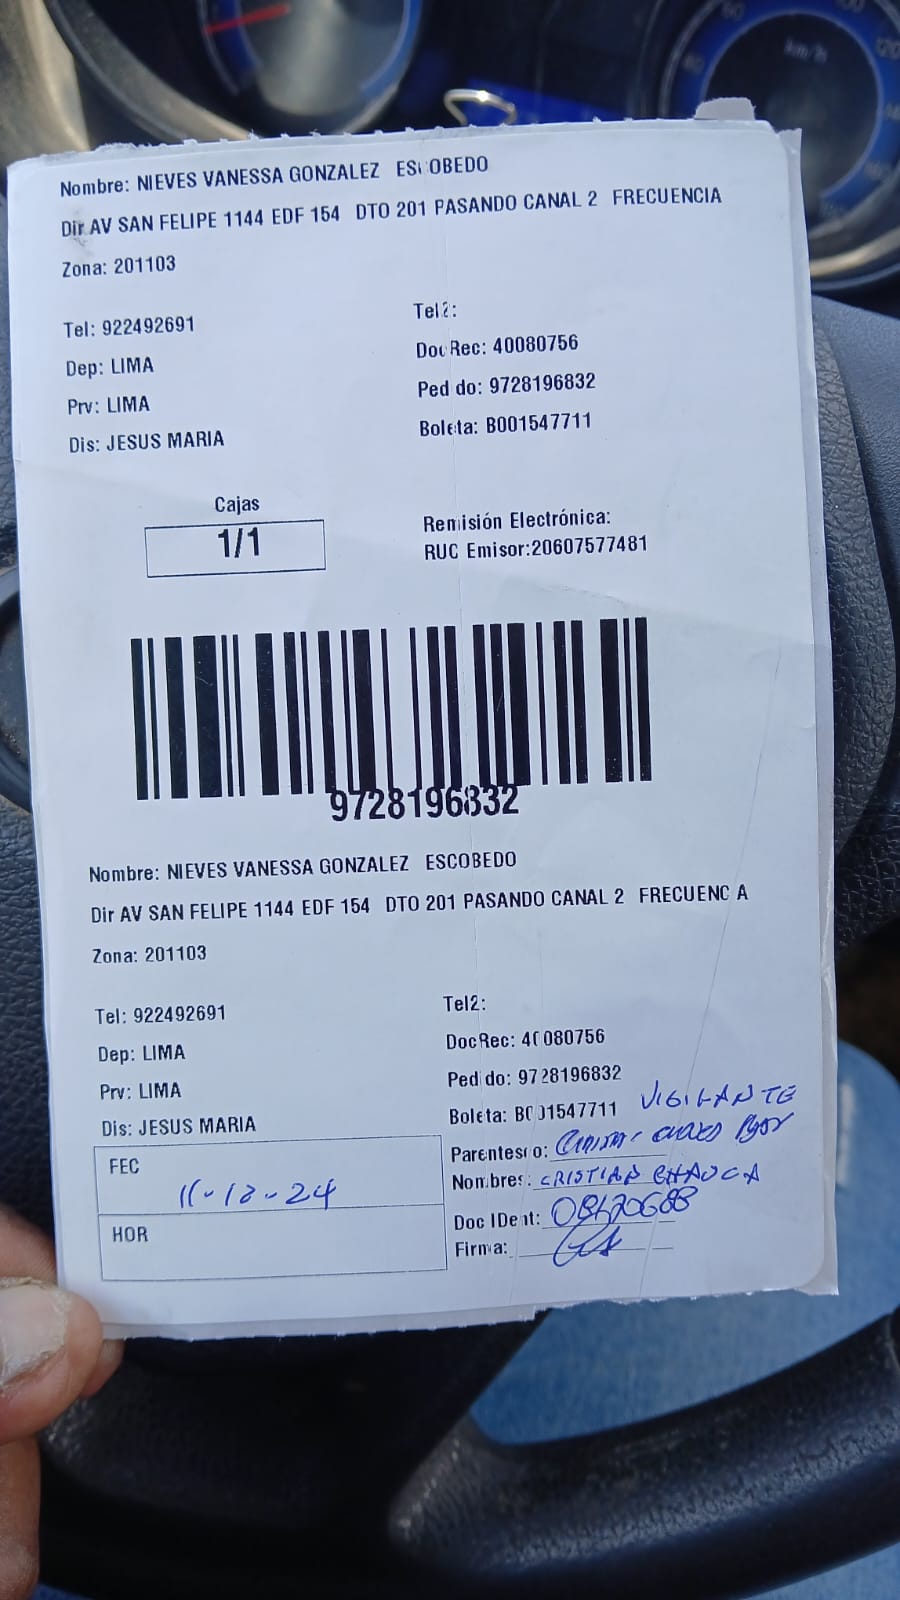 Nombre: NIEVES VANESSA GONZALEZ ESCOBEDO
Dir AV SAN FELIPE 1144 EDF 154 DTO 201 PASANDO CANAL 2 FRECUENCIA
Zona: 201103
Tel: 922492691
Tel2:
Dep: LIMA
DocRec: 40080756
Prv: LIMA
Pedido: 9728196832
Dis: JESUS MARIA
Boleta: B001547711
Cajas
1/1
Remisión Electrónica:
RUC Emisor:20607577481
9728196832
Nombre: NIEVES VANESSA GONZALEZ ESCOBEDO
Dir AV SAN FELIPE 1144 EDF 154 DTO 201 PASANDO CANAL 2 FRECUENCIA
Zona: 201103
Tel: 922492691
Tel2:
Dep: LIMA
DocRec: 40080756
Prv: LIMA
Pedido: 9728196832
Dis: JESUS MARIA
Boleta: B001547711 VIGILANTE
FEC
11-12-24
HOR
Parentesco:
Nombres: CRISTIAN CHAUCA
Doc IDent:
Firma:
km/h